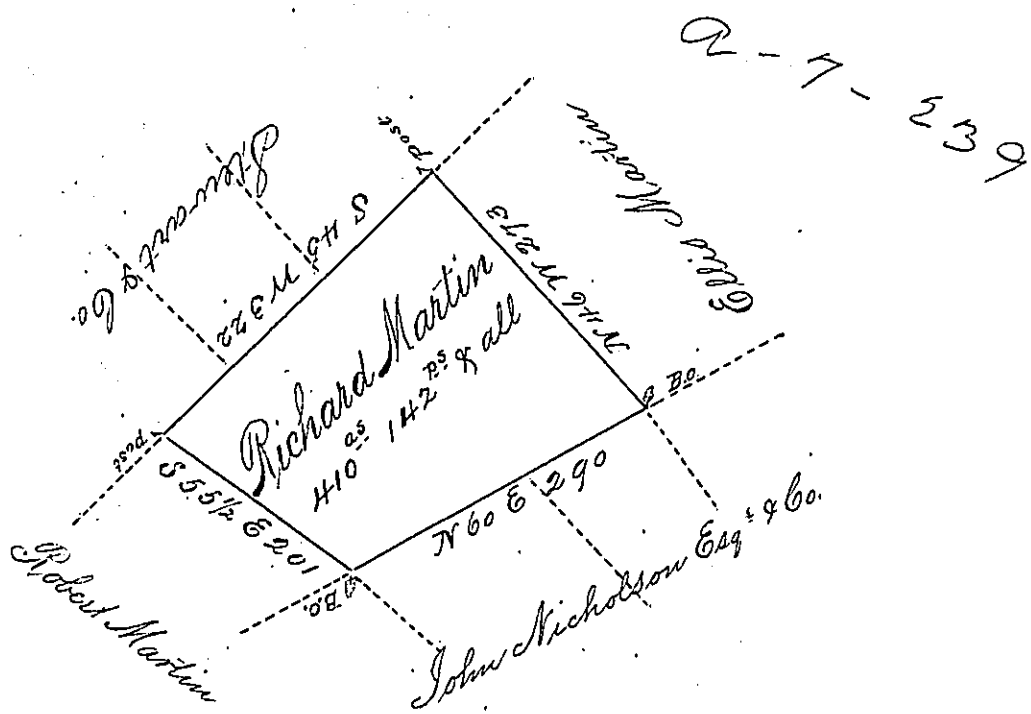 A-7-239
post
Stewart & Co.
S 45 W 322
Ellis Martin
N 46 W 273
Richard Martin
410 as 142 ps & all
B.O.
post
S 55½ E 201
N 60 E 290
B.O.
Robert Martin
John Nicholson Esqr & Co.